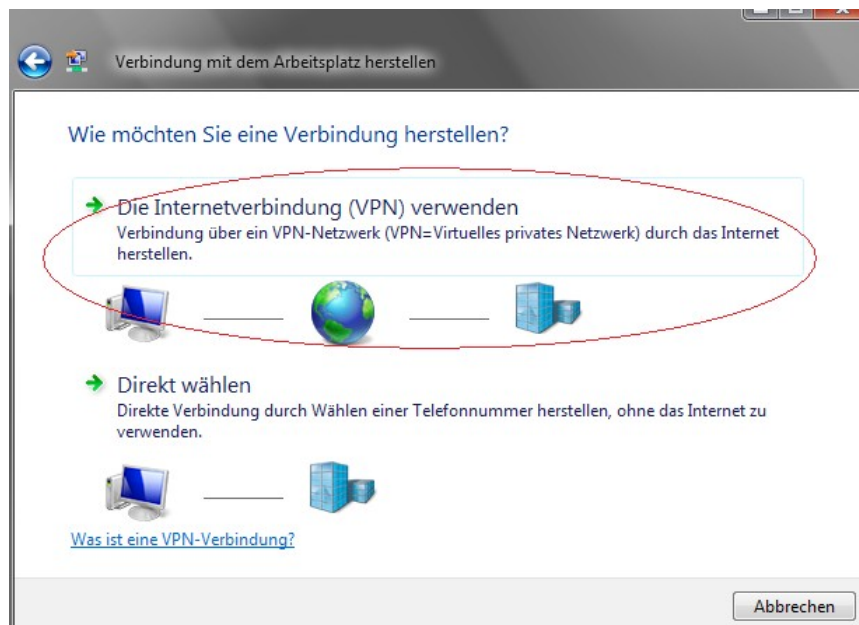 Verbindung mit dem Arbeitsplatz herstellen
Wie möchten Sie eine Verbindung herstellen?
Die Internetverbindung (VPN) verwenden
Verbindung über ein VPN-Netzwerk (VPN=Virtuelles privates Netzwerk) durch das Internet
herstellen.
Direkt wählen
Direkte Verbindung durch Wählen einer Telefonnummer herstellen, ohne das Internet zu
verwenden.
Was ist eine VPN-Verbindung?
Abbrechen